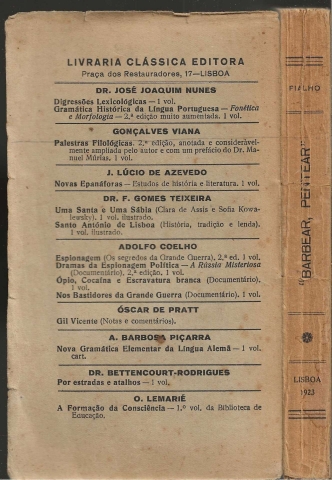 LIVRARIA CLÁSSICA EDITORA
Praça dos Restauradores, 17—LISBOA
DR. JOSÉ JOAQUIM NUNES
Digressões Lexicológicas — 1 vol.
Gramática Histórica da Língua Portuguesa — Fonética
e Morfologia — 2.ª edição muito aumentada. 1 vol.
GONÇALVES VIANA
Palestras Filológicas. 2.ª edição, anotada e consideràvel-
mente ampliada pelo autor e com um prefácio do Dr. Ma-
nuel Múrias. 1 vol.
J. LÚCIO DE AZEVEDO
Novas Epanáforas — Estudos de história e literatura. 1 vol.
DR. F. GOMES TEIXEIRA
Uma Santa e Uma Sábia (Clara de Assis e Sofia Kowa-
lewsky). 1 vol. ilustrado.
Santo António de Lisboa (História, tradição e lenda).
1 vol. ilustrado.
ADOLFO COELHO
Espionagem (Os segredos da Grande Guerra), 2.ª ed. 1 vol.
Dramas da Espionagem Política — A Rússia Misteriosa
(Documentário), 2.ª edição. 1 vol.
Ópio, Cocaína e Escravatura branca (Documentário),
1 vol.
Nos Bastidores da Grande Guerra (Documentário). 1 vol.
ÓSCAR DE PRATT
Gil Vicente (Notas e comentários).
A. BARBOSA PIÇARRA
Nova Gramática Elementar da Língua Alemã — 1 vol.
cart.
DR. BETTENCOURT-RODRIGUES
Por estradas e atalhos — 1 vol.
O. LEMARIÉ
A Formação da Consciência — 1.º vol. da Biblioteca de
Educação.
FIALHO
"BARBEAR, PENTEAR"
LISBOA
1923